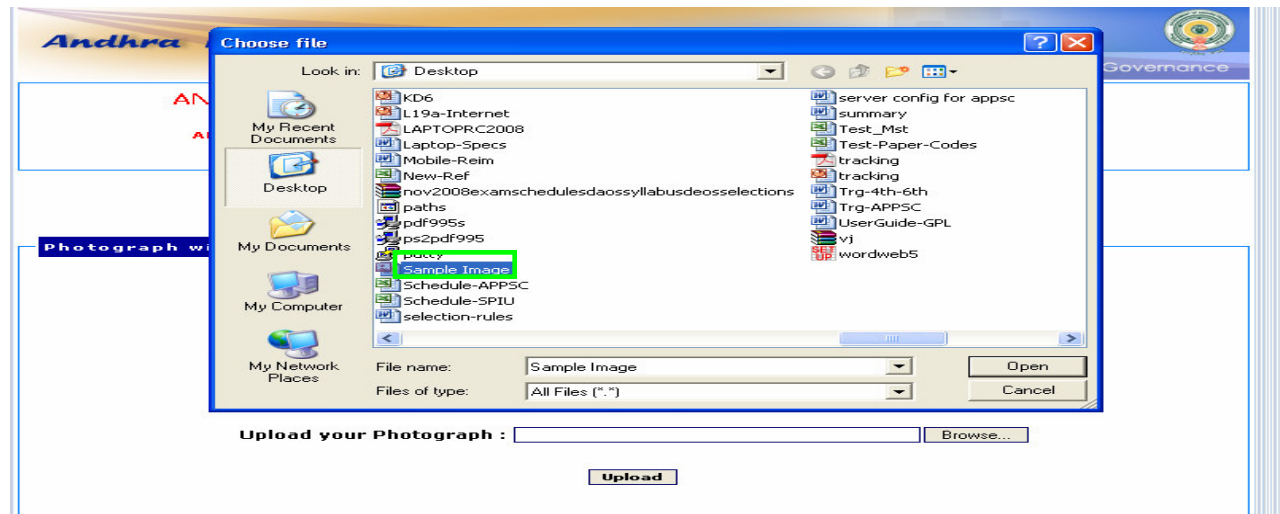 Andhra
Choose file
Governance
Look in:
Desktop
AN
My Recent
Documents
Desktop
My Documents
My Computer
My Network
Places
KD6
L19a-Internet
LAPTOPRC2008
Laptop-Specs
Mobile-Reim
New-Ref
nov2008examschedulesdaossyllabusdeosselections
paths
pdf995s
ps2pdf995
putty
Sample Image
Schedule-APPSC
Schedule-SPIU
selection-rules
server config for appsc
summary
Test_Mst
Test-Paper-Codes
tracking
tracking
Trg-4th-6th
Trg-APPSC
UserGuide-GPL
vj
wordweb5
File name:
Sample Image
Open
Files of type:
All Files (*.*)
Cancel
Photograph wi
Upload your Photograph :
Browse...
Upload